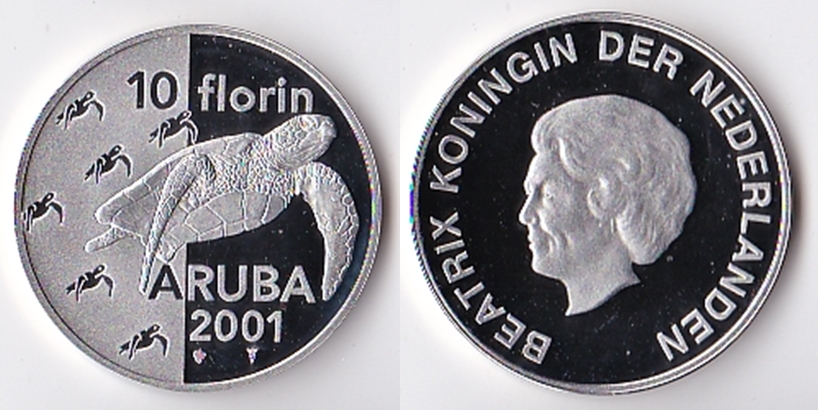 10 florin
ARUBA
2001
BEATRIX KONINGIN DER NEDERLANDEN